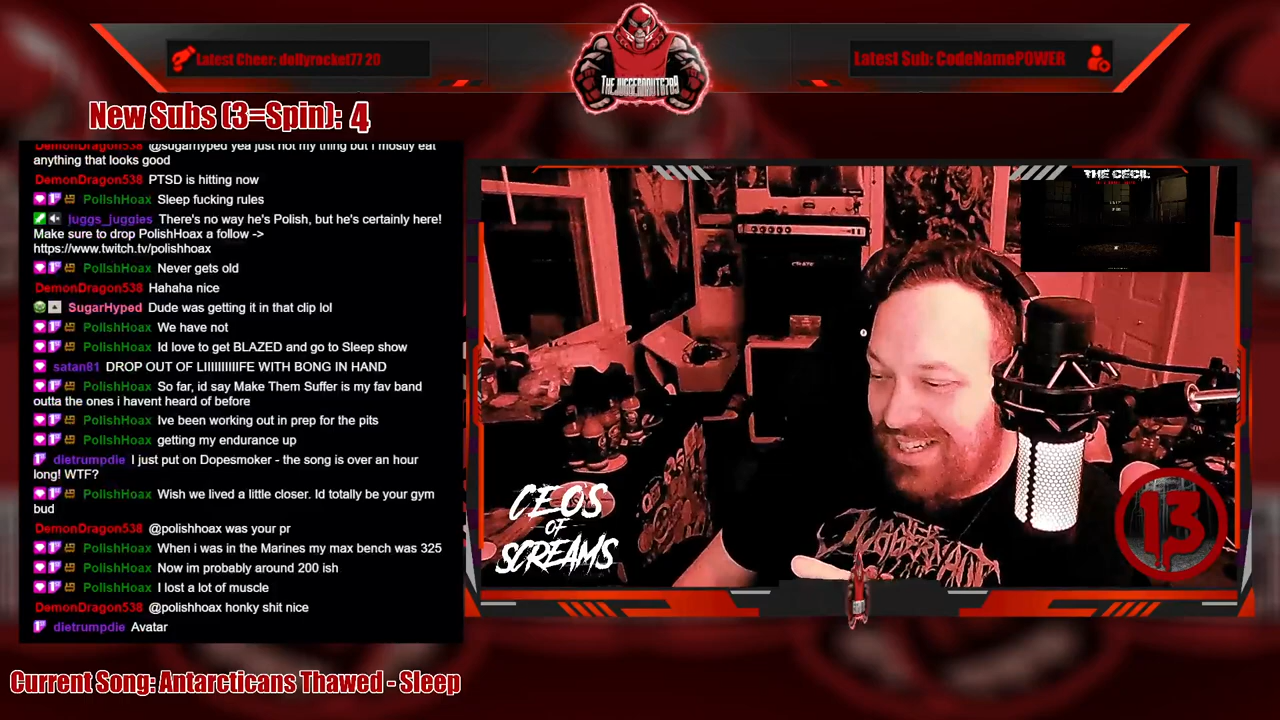 Latest Cheer: dollyrocket77 20
THEJUGGERNAUT6789
Latest Sub: CodeNamePOWER
New Subs (3=Spin): 4
DemonDragon538 @sugarhyped yea just not my thing but i mostly eat
anything that looks good
DemonDragon538 PTSD is hitting now
PolishHoax Sleep fucking rules
juggs_juggies There's no way he's Polish, but he's certainly here!
Make sure to drop PolishHoax a follow ->
https://www.twitch.tv/polishhoax
PolishHoax Never gets old
DemonDragon538 Hahaha nice
SugarHyped Dude was getting it in that clip lol
PolishHoax We have not
PolishHoax Id love to get BLAZED and go to Sleep show
satan81 DROP OUT OF LIIIIIIIIIFE WITH BONG IN HAND
PolishHoax So far, id say Make Them Suffer is my fav band
outta the ones i havent heard of before
PolishHoax Ive been working out in prep for the pits
PolishHoax getting my endurance up
dietrumpdie I just put on Dopesmoker - the song is over an hour
long! WTF?
PolishHoax Wish we lived a little closer. Id totally be your gym
bud
DemonDragon538 @polishhoax was your pr
PolishHoax When i was in the Marines my max bench was 325
PolishHoax Now im probably around 200 ish
PolishHoax I lost a lot of muscle
DemonDragon538 @polishhoax honky shit nice
dietrumpdie Avatar
THE CECIL
CRATE
CEOS
OF
SCREAMS
THE
JUGGERNAUT
13
Current Song: Antarcticans Thawed - Sleep